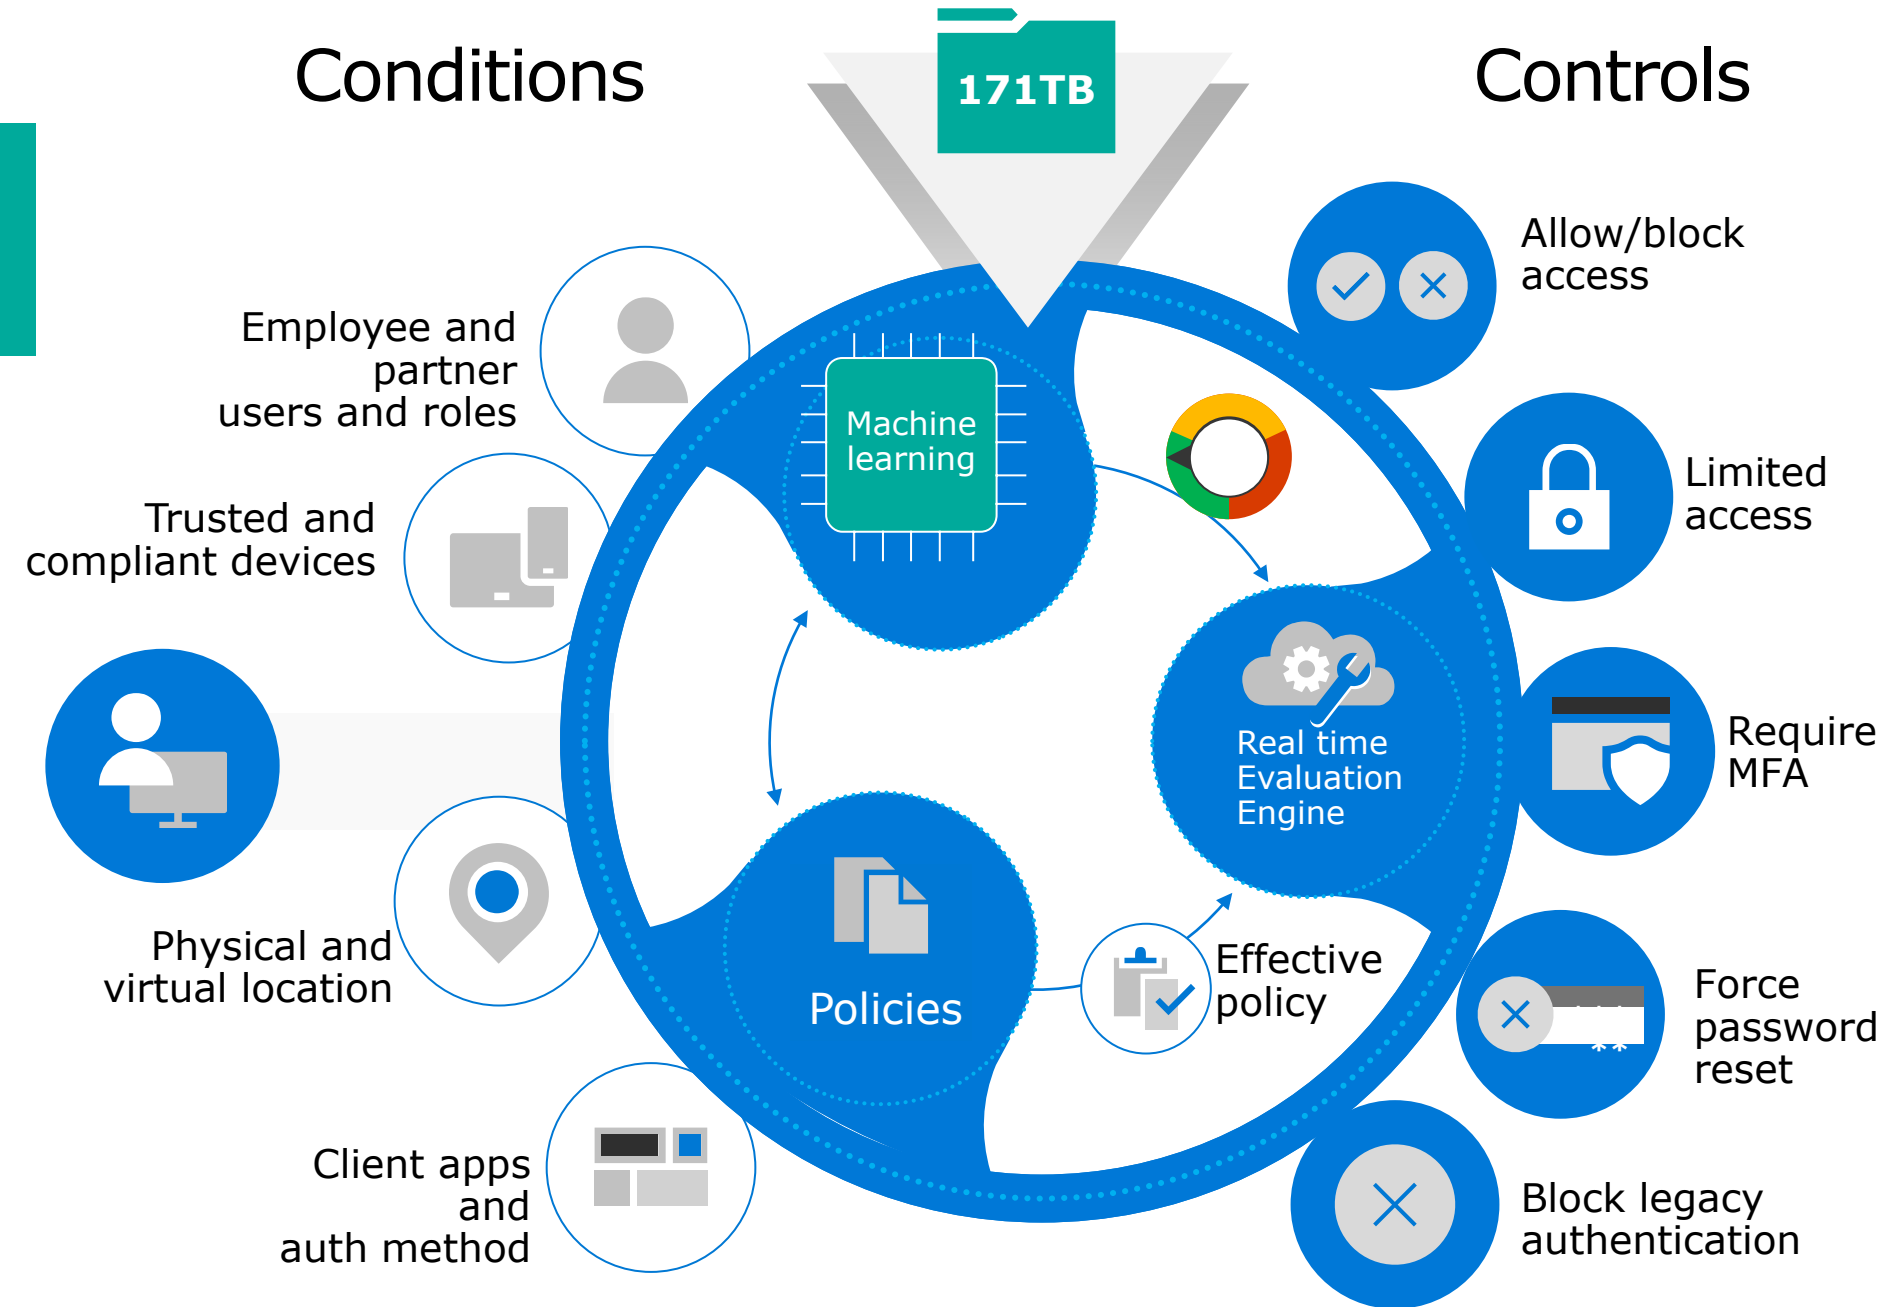 Conditions
171TB
Controls
Employee and
partner
users and roles
Trusted and
compliant devices
Physical and
virtual location
Client apps
and
auth method
Machine
learning
Real time
Evaluation
Engine
Policies
Effective
policy
Allow/block
access
Limited
access
Require
MFA
Force
password
reset
**
Block legacy
authentication